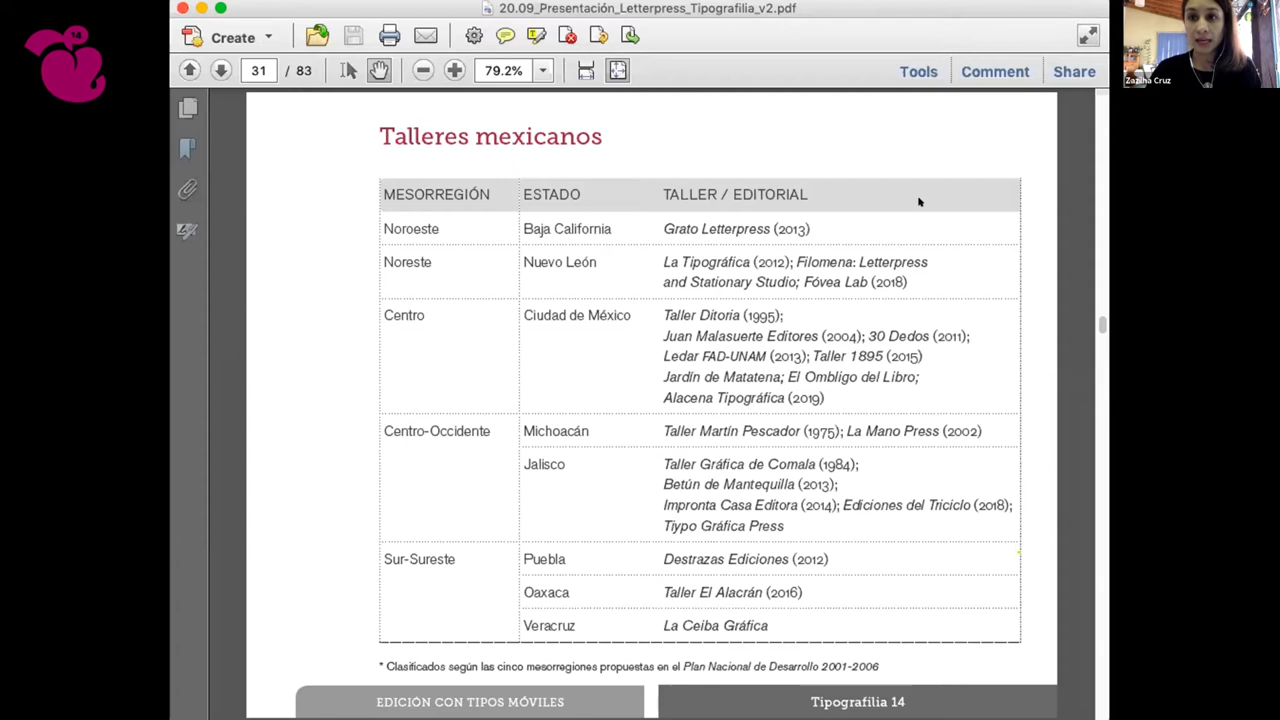 14
20.09_Presentación_Letterpress_Tipografilia_v2.pdf
Create
31 / 83
79.2%
Tools Comment Share
Zazilha Cruz
Talleres mexicanos
MESORREGIÓN ESTADO TALLER / EDITORIAL
Noroeste Baja California Grato Letterpress (2013)
Noreste Nuevo León La Tipográfica (2012); Filomena: Letterpress
and Stationary Studio; Fóvea Lab (2018)
Centro Ciudad de México Taller Ditoria (1995);
Juan Malasuerte Editores (2004); 30 Dedos (2011);
Ledar FAD-UNAM (2013); Taller 1895 (2015)
Jardín de Matatena; El Ombligo del Libro;
Alacena Tipográfica (2019)
Centro-Occidente Michoacán Taller Martín Pescador (1975); La Mano Press (2002)
Jalisco Taller Gráfica de Comala (1984);
Betún de Mantequilla (2013);
Impronta Casa Editora (2014); Ediciones del Triciclo (2018);
Tiypo Gráfica Press
Sur-Sureste Puebla Destrazas Ediciones (2012)
Oaxaca Taller El Alacrán (2016)
Veracruz La Ceiba Gráfica
* Clasificados según las cinco mesorregiones propuestas en el Plan Nacional de Desarrollo 2001-2006
EDICIÓN CON TIPOS MÓVILES Tipografilia 14